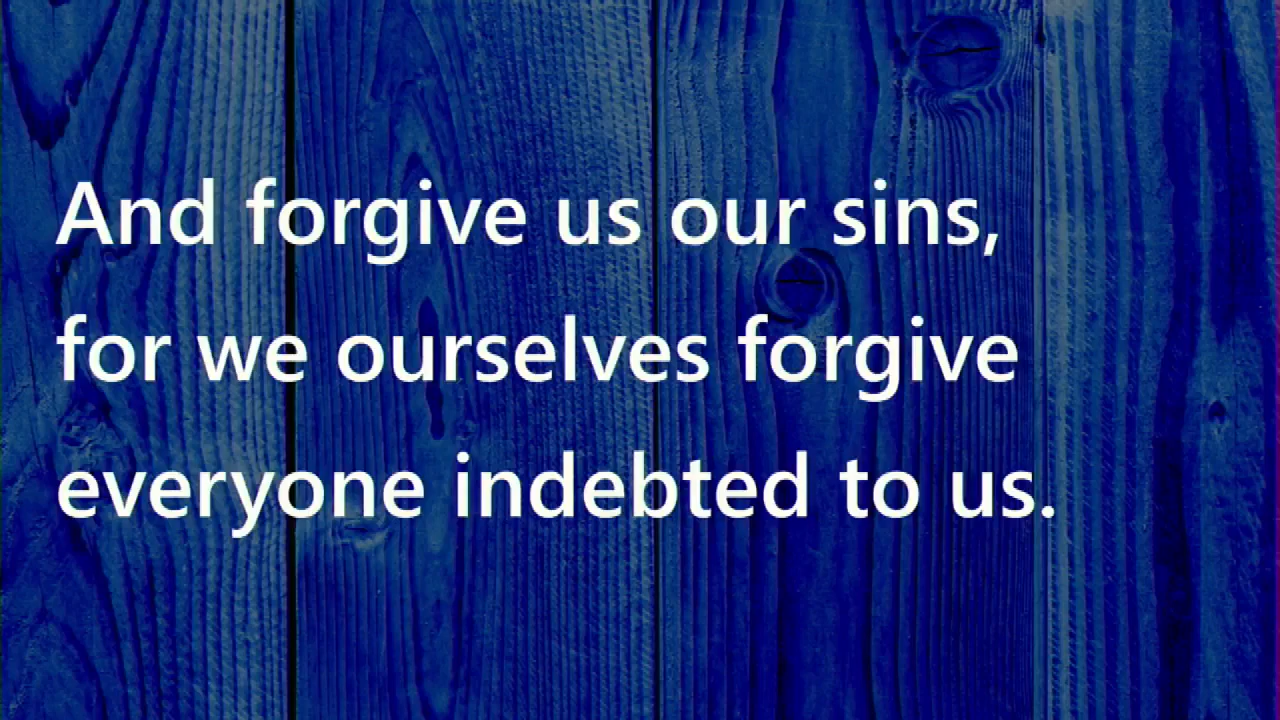 And forgive us our sins,
for we ourselves forgive
everyone indebted to us.